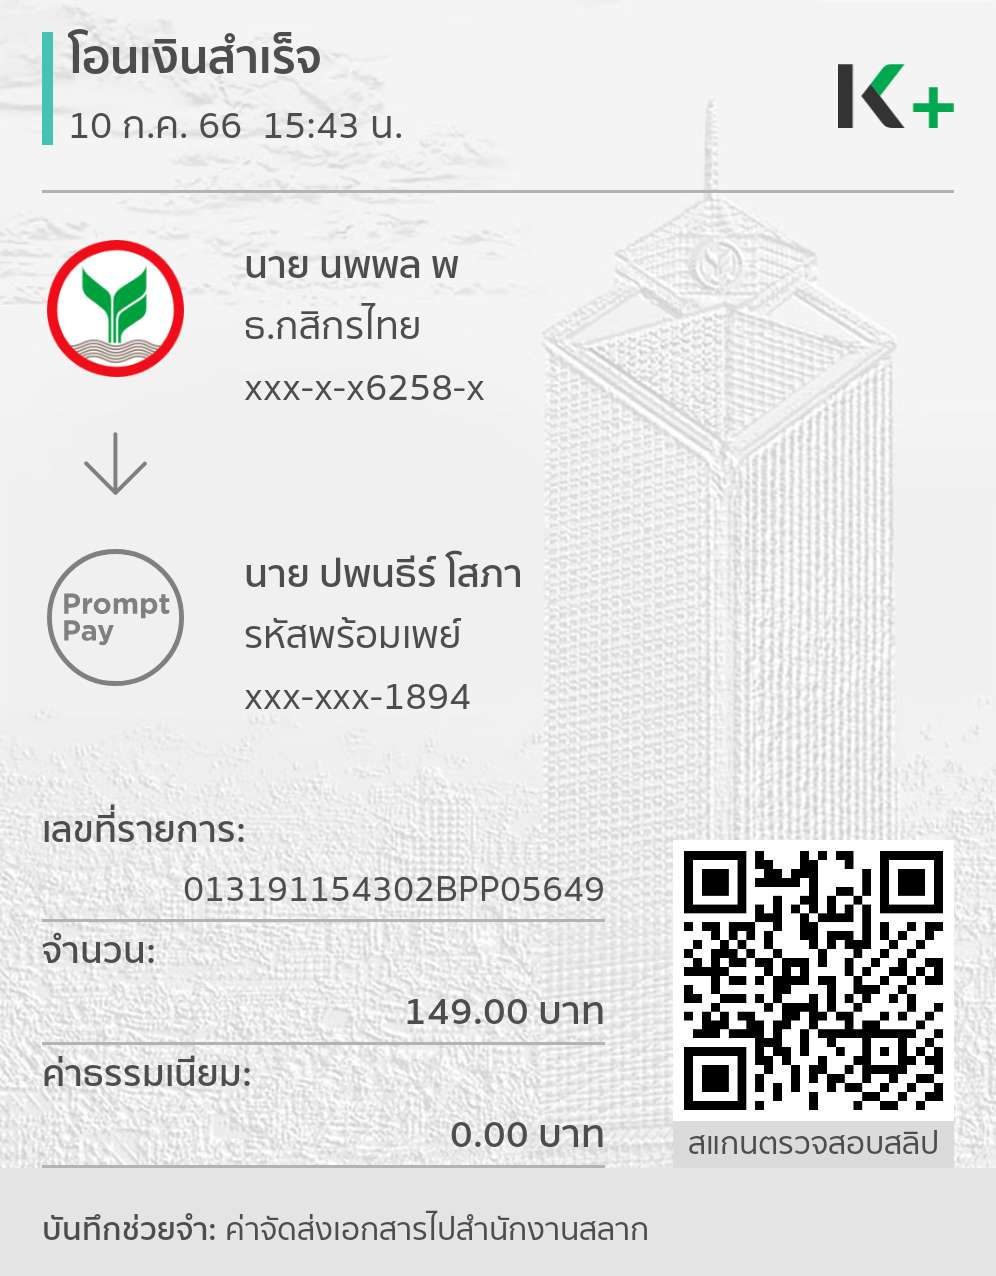 โอนเงินสำเร็จ
10 ก.ค. 66 15:43 น.
K+
นาย นพพล พ
ธ.กสิกรไทย
xxx-x-x6258-x
Prompt
Pay
นาย ปพนธีร์ โสภา
รหัสพร้อมเพย์
xxx-xxx-1894
เลขที่รายการ:
013191154302BPP05649
จำนวน:
149.00 บาท
ค่าธรรมเนียม:
0.00 บาท
สแกนตรวจสอบสลิป
บันทึกช่วยจำ: ค่าจัดส่งเอกสารไปสำนักงานสลาก